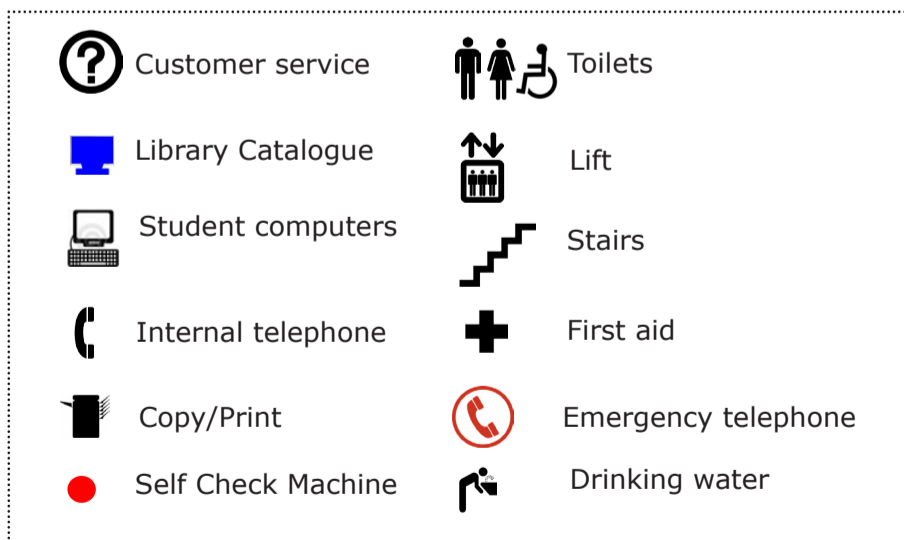 Customer service
Library Catalogue
Student computers
Internal telephone
Copy/Print
Self Check Machine
Toilets
Lift
Stairs
First aid
Emergency telephone
Drinking water